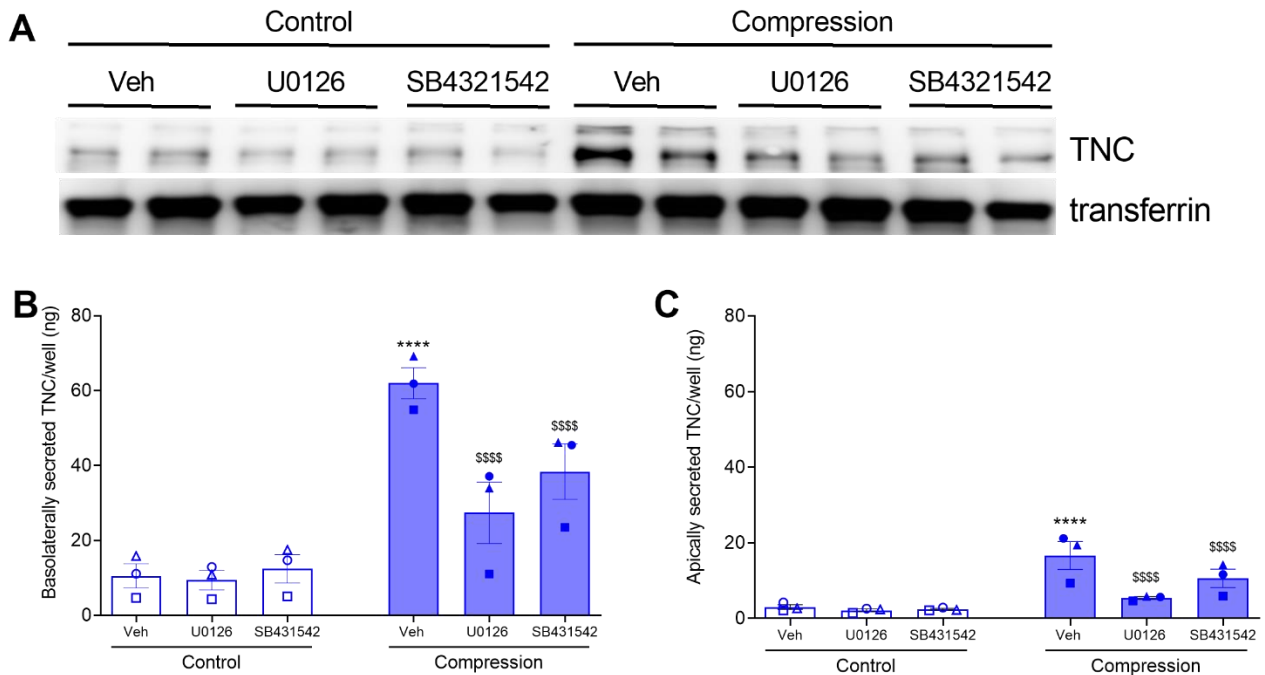 A
Control Compression
Veh U0126 SB4321542 Veh U0126 SB4321542
TNC
transferrin
B
Basolaterally secreted TNC/well (ng)
80
60
40
20
0
****
$$$$
$$$$
Veh U0126 SB431542 Veh U0126 SB431542
Control Compression
C
Apically secreted TNC/well (ng)
80
60
40
20
0
****
$$$$
$$$$
Veh U0126 SB431542 Veh U0126 SB431542
Control Compression